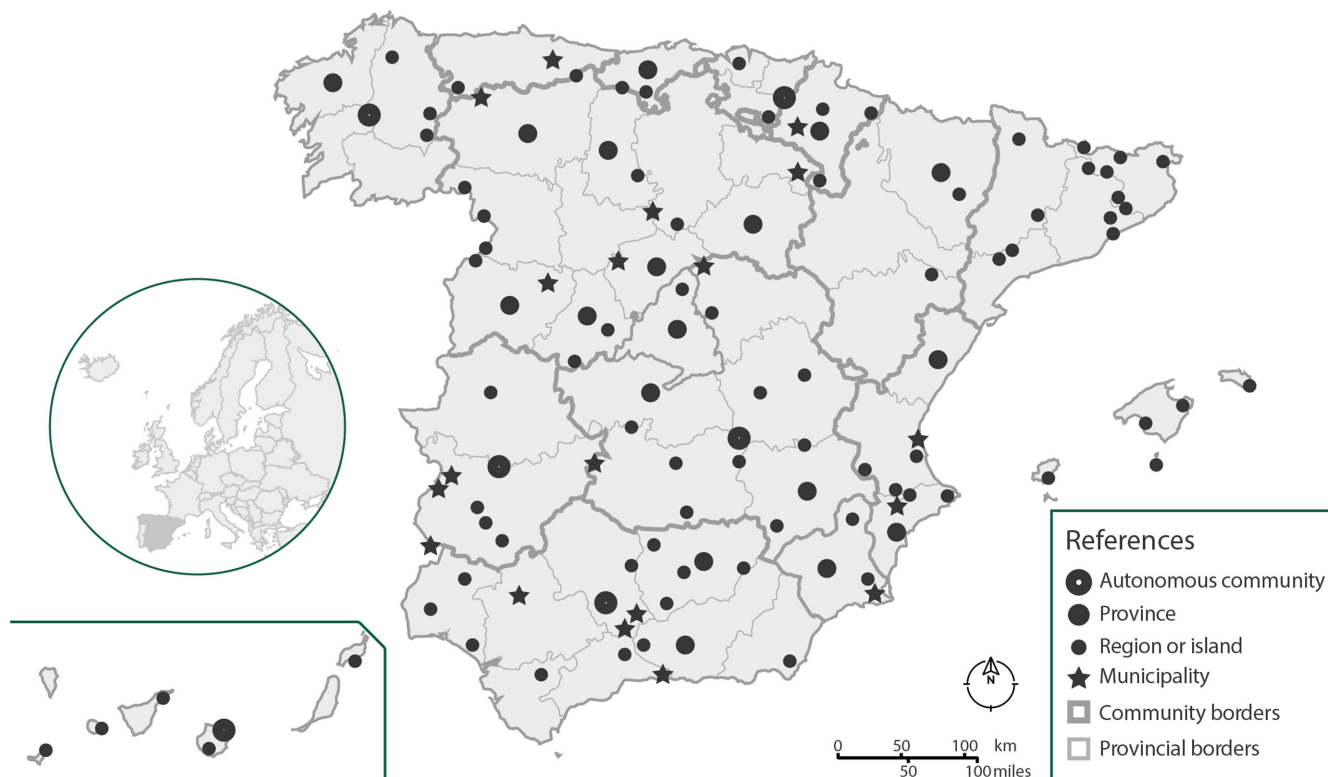 References
Autonomous community
Province
Region or island
Municipality
Community borders
Provincial borders
N
0 50 100 km
50 100 miles